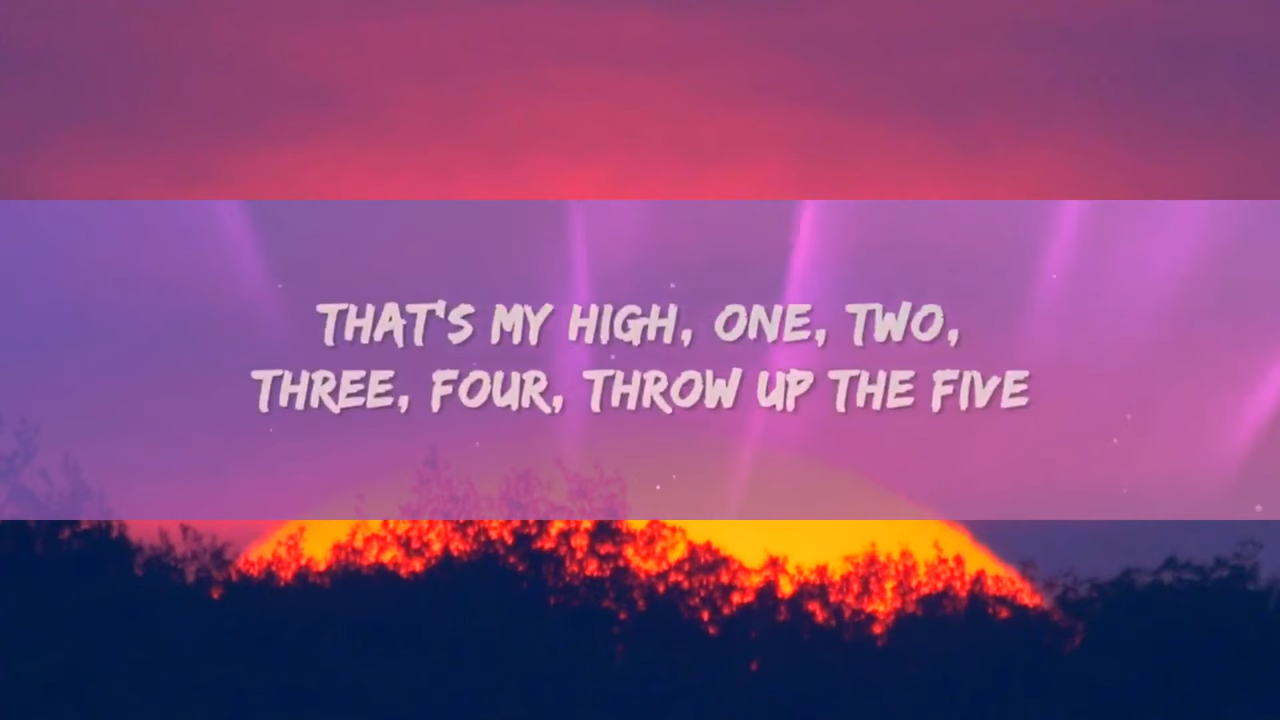 THAT'S MY HIGH, ONE, TWO,
THREE, FOUR, THROW UP THE FIVE